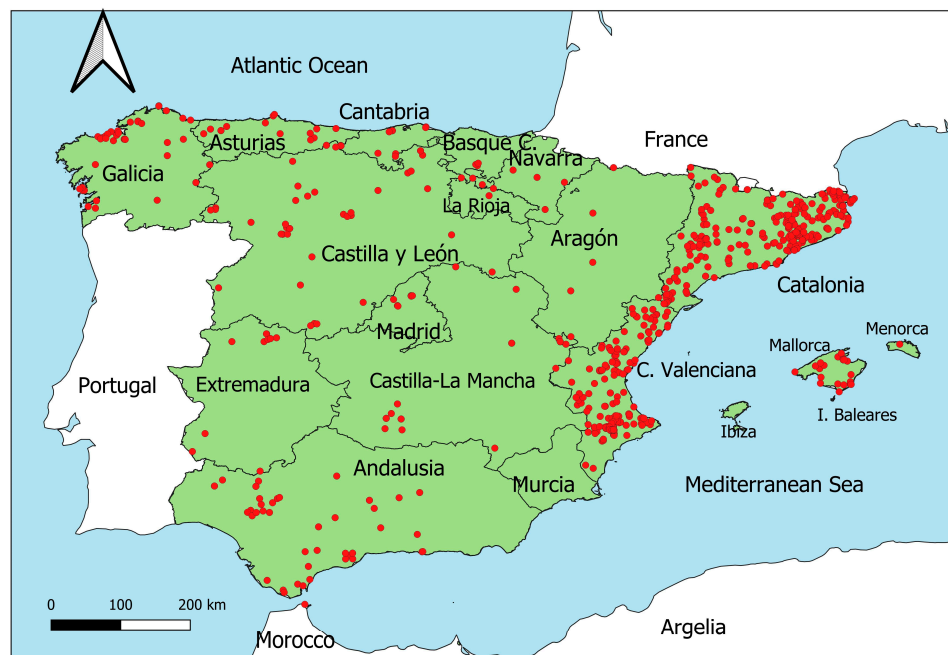 Atlantic Ocean
Cantabria
Asturias
Basque C.
France
Navarra
Galicia
La Rioja
Aragón
Castilla y León
Catalonia
Madrid
Menorca
Mallorca
Portugal
Extremadura
Castilla-La Mancha
C. Valenciana
I. Baleares
Ibiza
Andalusia
Murcia
Mediterranean Sea
0 100 200 km
Morocco
Argelia